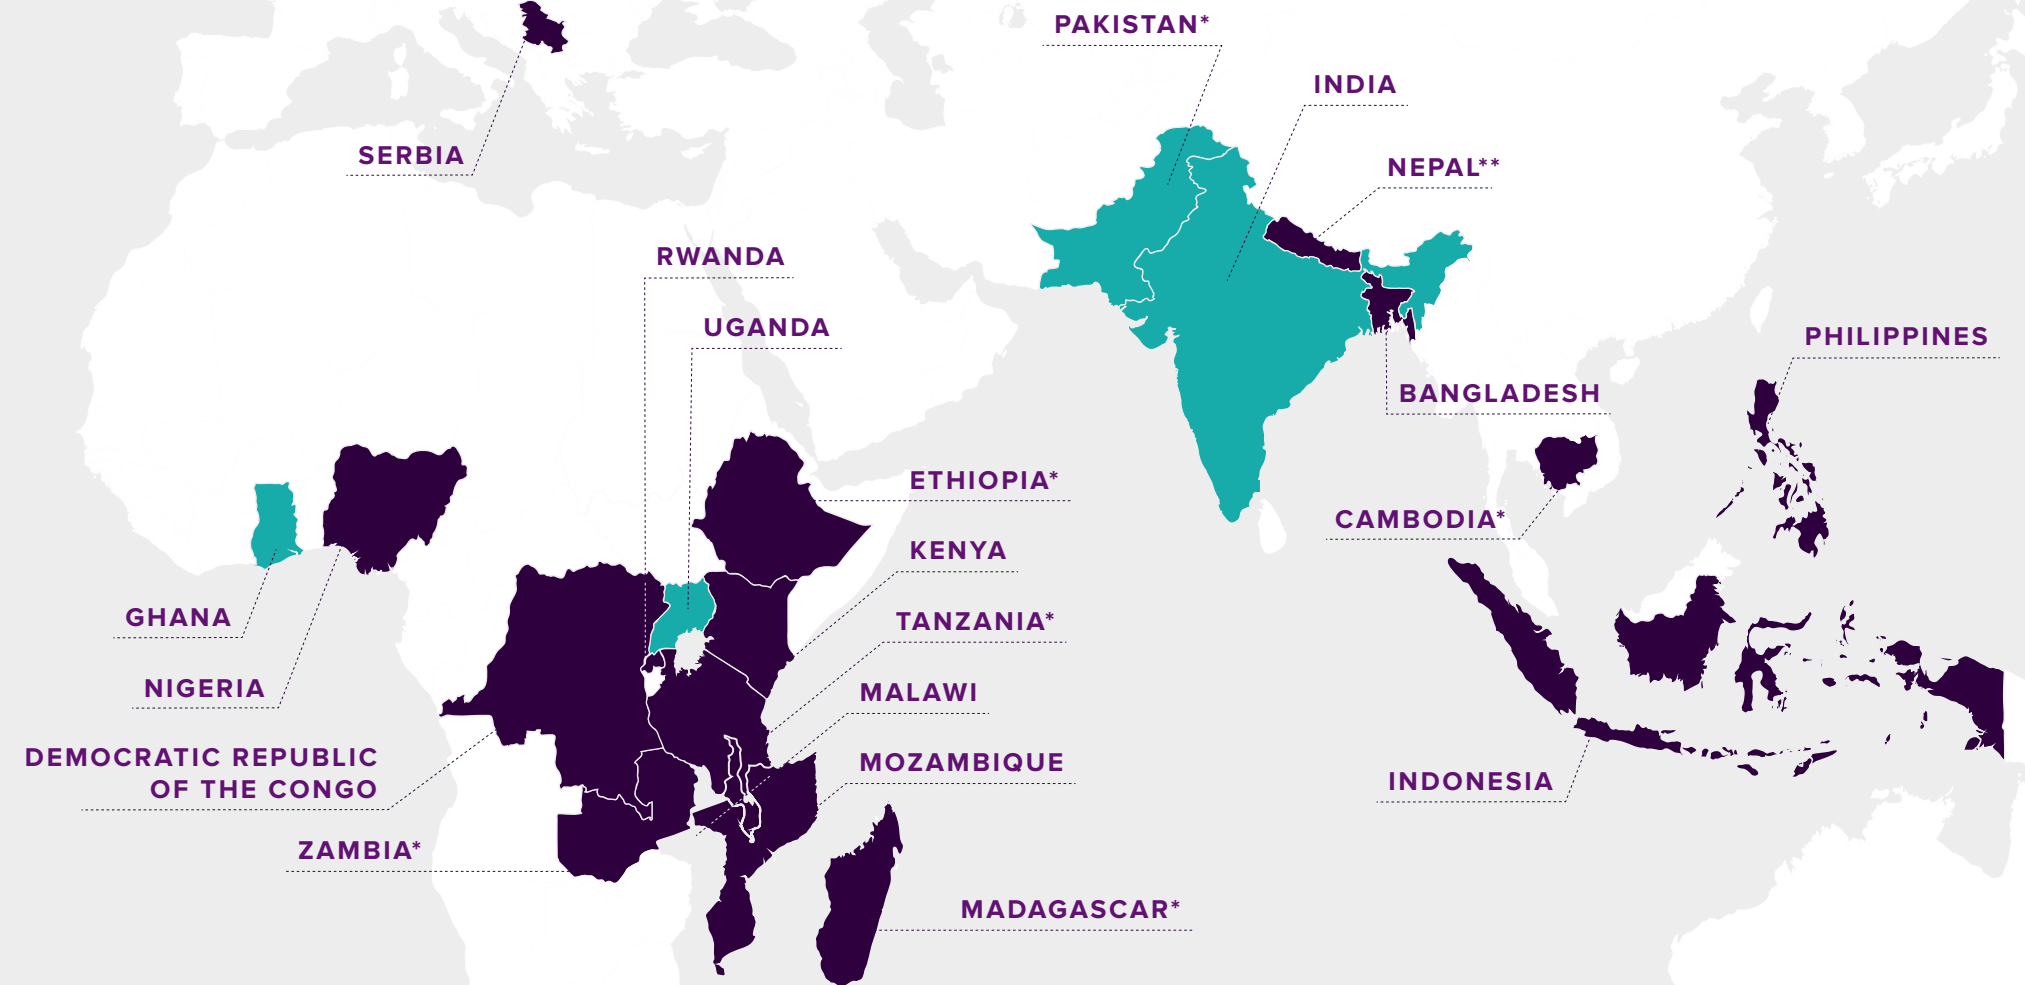 PAKISTAN*
INDIA
SERBIA
NEPAL**
RWANDA
UGANDA
PHILIPPINES
BANGLADESH
ETHIOPIA*
CAMBODIA*
KENYA
GHANA
TANZANIA*
NIGERIA
MALAWI
DEMOCRATIC REPUBLIC
OF THE CONGO
MOZAMBIQUE
INDONESIA
ZAMBIA*
MADAGASCAR*